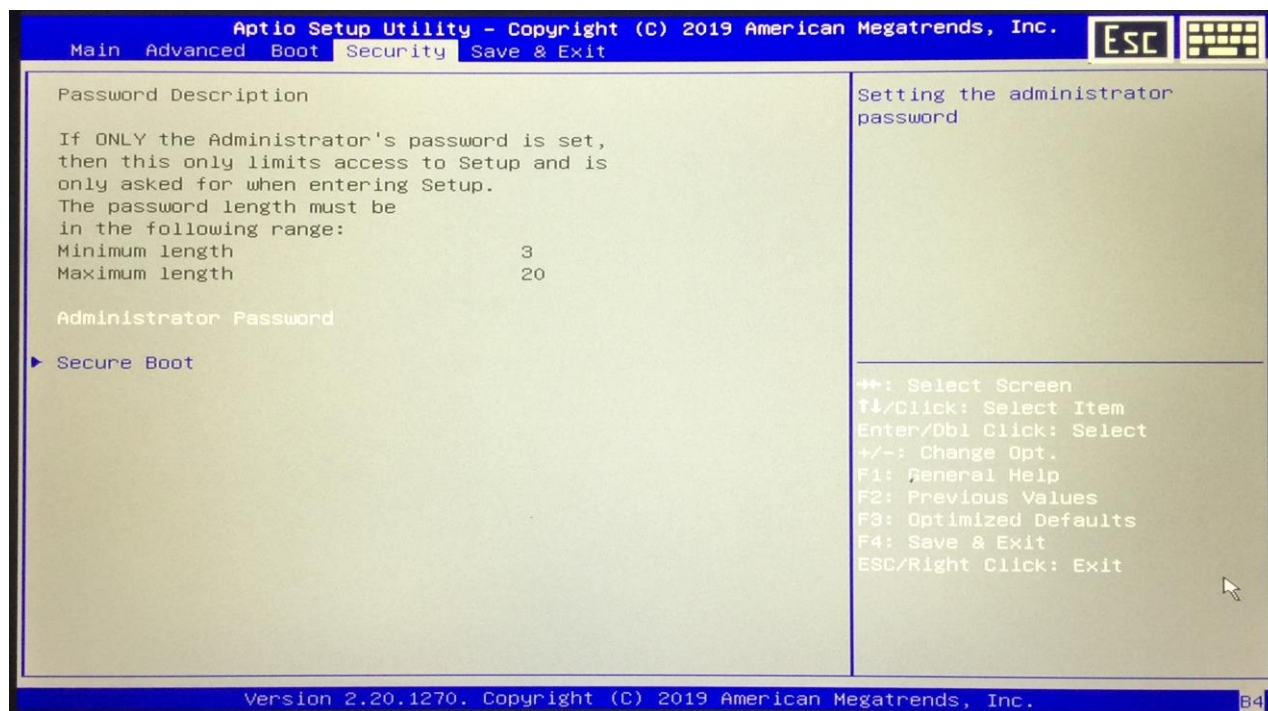 Aptio Setup Utility – Copyright (C) 2019 American Megatrends, Inc.
Main Advanced Boot Security Save & Exit
Esc
Password Description
If ONLY the Administrator's password is set,
then this only limits access to Setup and is
only asked for when entering Setup.
The password length must be
in the following range:
Minimum length 3
Maximum length 20
Administrator Password
Secure Boot
Setting the administrator
password
→←: Select Screen
↑↓/Click: Select Item
Enter/Dbl Click: Select
+/-: Change Opt.
F1: General Help
F2: Previous Values
F3: Optimized Defaults
F4: Save & Exit
ESC/Right Click: Exit
Version 2.20.1270. Copyright (C) 2019 American Megatrends, Inc.
B4